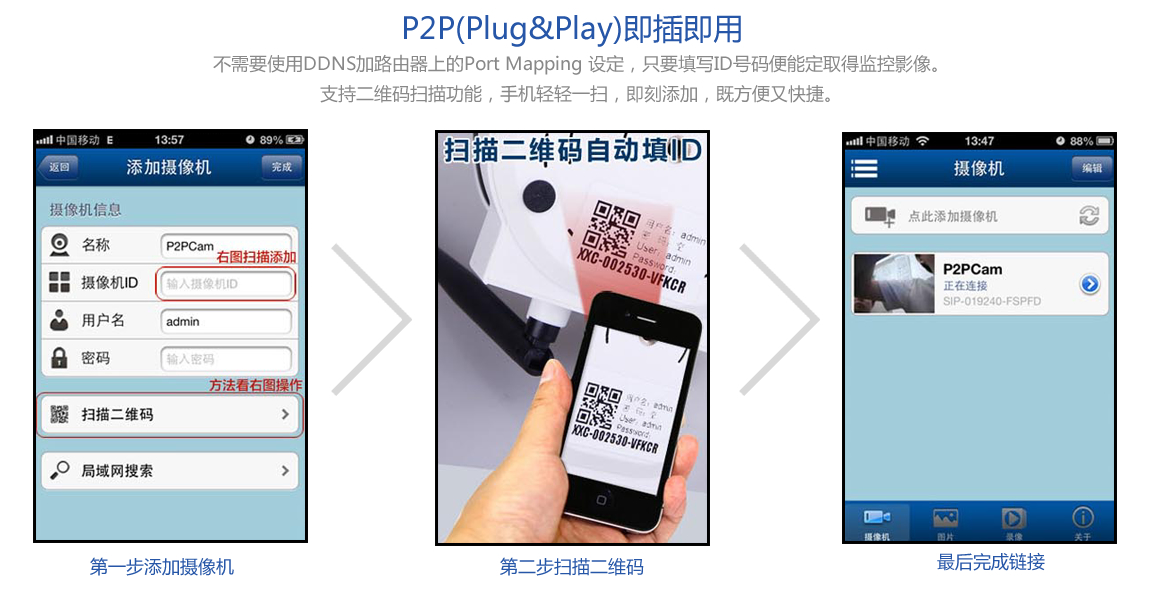 P2P(Plug&Play)即插即用
不需要使用DDNS加路由器上的Port Mapping 设定，只要填写ID号码便能定取得监控影像。
支持二维码扫描功能，手机轻轻一扫，即刻添加，既方便又快捷。
中国移动 E 13:57 89%
返回 添加摄像机 完成
摄像机信息
名称 P2PCam
右图扫描添加
摄像机ID 输入摄像机ID
用户名 admin
密码 输入密码
方法看右图操作
扫描二维码
局域网搜索
第一步添加摄像机
扫描二维码自动填ID
用户名: admin
密 码: 空
User: admin
Password:
XXC-002530-VFKCR
用户名: admin
密 码: 空
User: admin
Password:
XXC-002530-VFKCR
第二步扫描二维码
中国移动 13:47 88%
摄像机 编辑
点此添加摄像机
P2PCam
正在连接
SIP-019240-FSPFD
摄像机 图片 录像 关于
最后完成链接